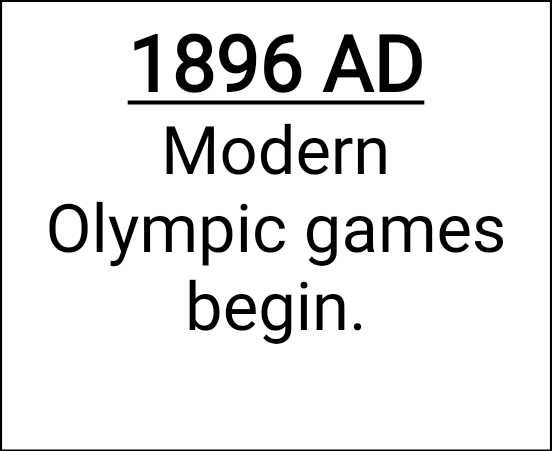 1896 AD
Modern
Olympic games
begin.